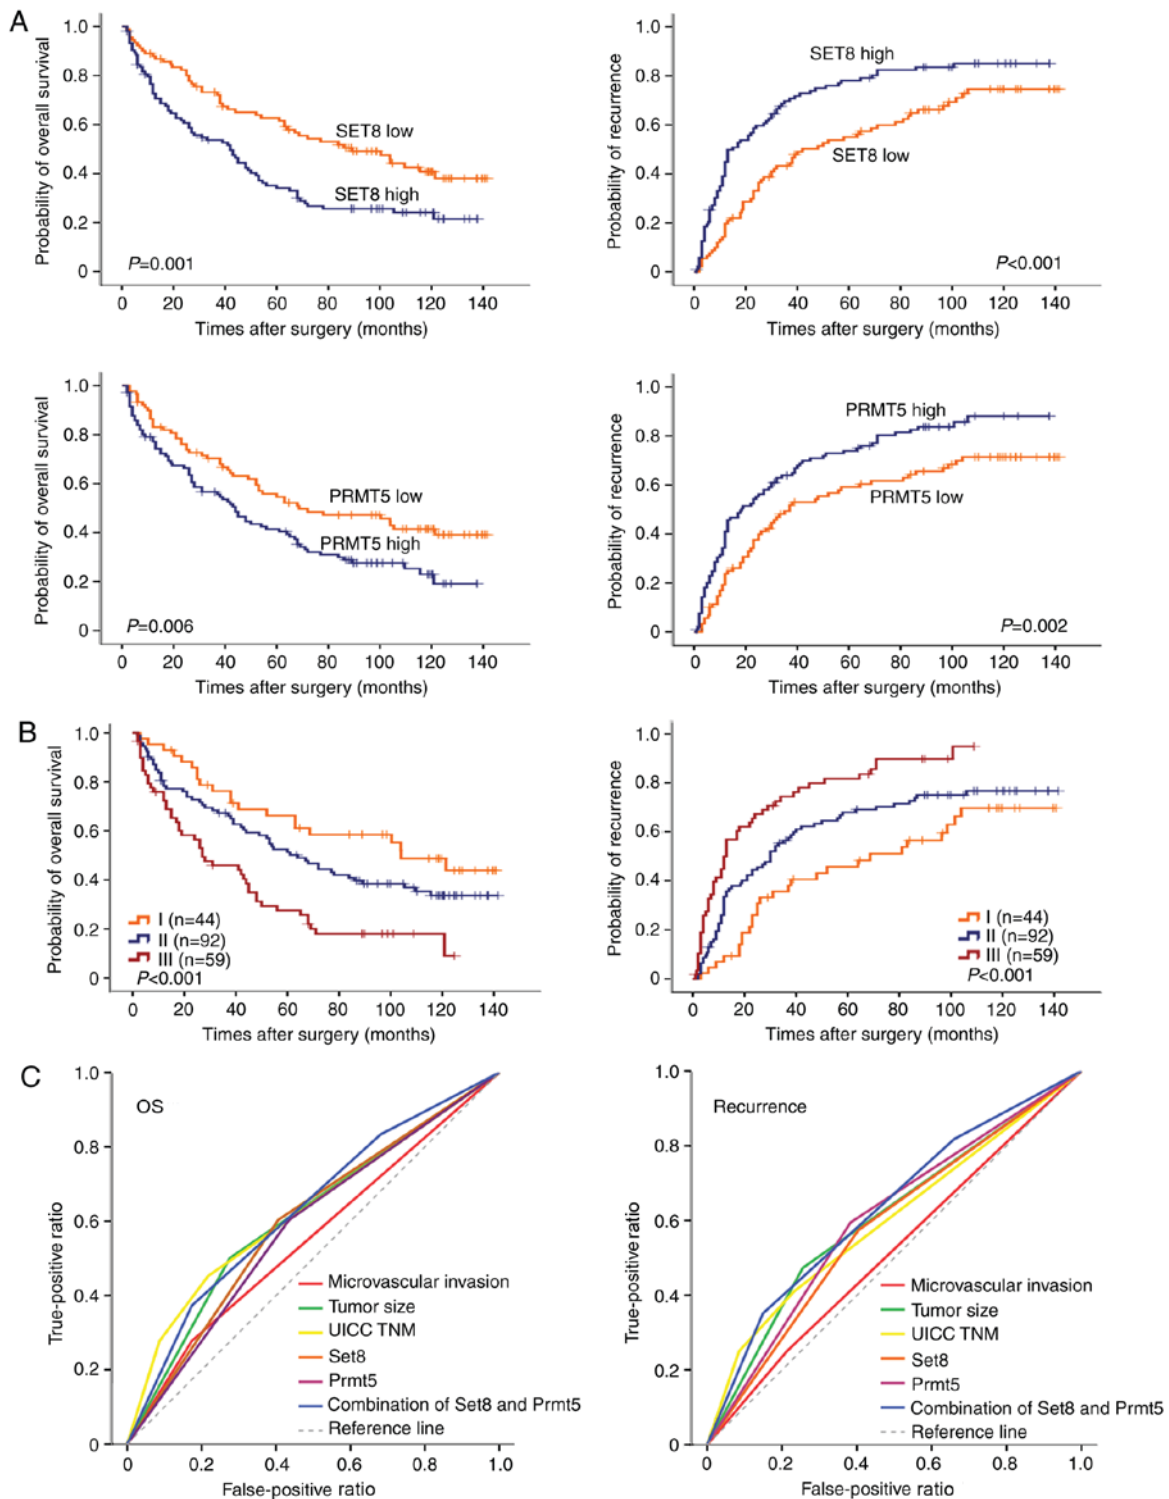 A
Probability of overall survival
1.0
0.8
0.6
0.4
0.2
0
SET8 low
SET8 high
P=0.001
0 20 40 60 80 100 120 140
Times after surgery (months)
Probability of recurrence
1.0
0.8
0.6
0.4
0.2
0
SET8 high
SET8 low
P<0.001
0 20 40 60 80 100 120 140
Times after surgery (months)
Probability of overall survival
1.0
0.8
0.6
0.4
0.2
0
PRMT5 low
PRMT5 high
P=0.006
0 20 40 60 80 100 120 140
Times after surgery (months)
Probability of recurrence
1.0
0.8
0.6
0.4
0.2
0
PRMT5 high
PRMT5 low
P=0.002
0 20 40 60 80 100 120 140
Times after surgery (months)
B
Probability of overall survival
1.0
0.8
0.6
0.4
0.2
0
I (n=44)
II (n=92)
III (n=59)
P<0.001
0 20 40 60 80 100 120 140
Times after surgery (months)
Probability of recurrence
1.0
0.8
0.6
0.4
0.2
0
I (n=44)
II (n=92)
III (n=59)
P<0.001
0 20 40 60 80 100 120 140
Times after surgery (months)
C
True-positive ratio
1.0
0.8
0.6
0.4
0.2
0
OS
Microvascular invasion
Tumor size
UICC TNM
Set8
Prmt5
Combination of Set8 and Prmt5
Reference line
0 0.2 0.4 0.6 0.8 1.0
False-positive ratio
True-positive ratio
1.0
0.8
0.6
0.4
0.2
0
Recurrence
Microvascular invasion
Tumor size
UICC TNM
Set8
Prmt5
Combination of Set8 and Prmt5
Reference line
0 0.2 0.4 0.6 0.8 1.0
False-positive ratio